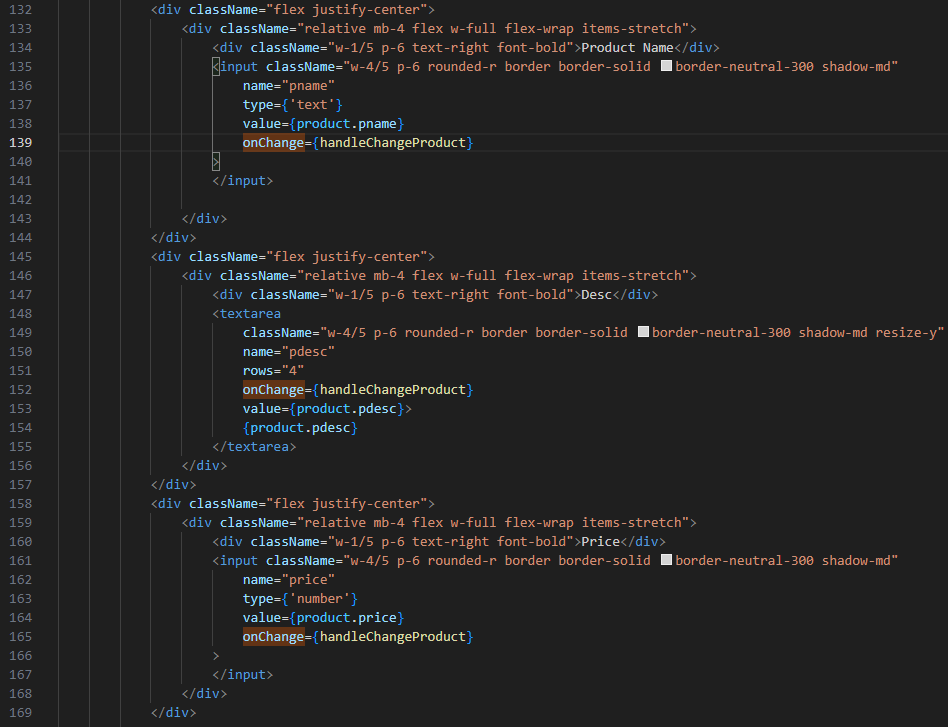 132 <div className="flex justify-center">
133 <div className="relative mb-4 flex w-full flex-wrap items-stretch">
134 <div className="w-1/5 p-6 text-right font-bold">Product Name</div>
135 <input className="w-4/5 p-6 rounded-r border border-solid border-neutral-300 shadow-md"
136 name="pname"
137 type={'text'}
138 value={product.pname}
139 onChange={handleChangeProduct}
140 >
141 </input>
142
143 </div>
144 </div>
145 <div className="flex justify-center">
146 <div className="relative mb-4 flex w-full flex-wrap items-stretch">
147 <div className="w-1/5 p-6 text-right font-bold">Desc</div>
148 <textarea
149 className="w-4/5 p-6 rounded-r border border-solid border-neutral-300 shadow-md resize-y"
150 name="pdesc"
151 rows="4"
152 onChange={handleChangeProduct}
153 value={product.pdesc}>
154 {product.pdesc}
155 </textarea>
156 </div>
157 </div>
158 <div className="flex justify-center">
159 <div className="relative mb-4 flex w-full flex-wrap items-stretch">
160 <div className="w-1/5 p-6 text-right font-bold">Price</div>
161 <input className="w-4/5 p-6 rounded-r border border-solid border-neutral-300 shadow-md"
162 name="price"
163 type={'number'}
164 value={product.price}
165 onChange={handleChangeProduct}
166 >
167 </input>
168 </div>
169 </div>